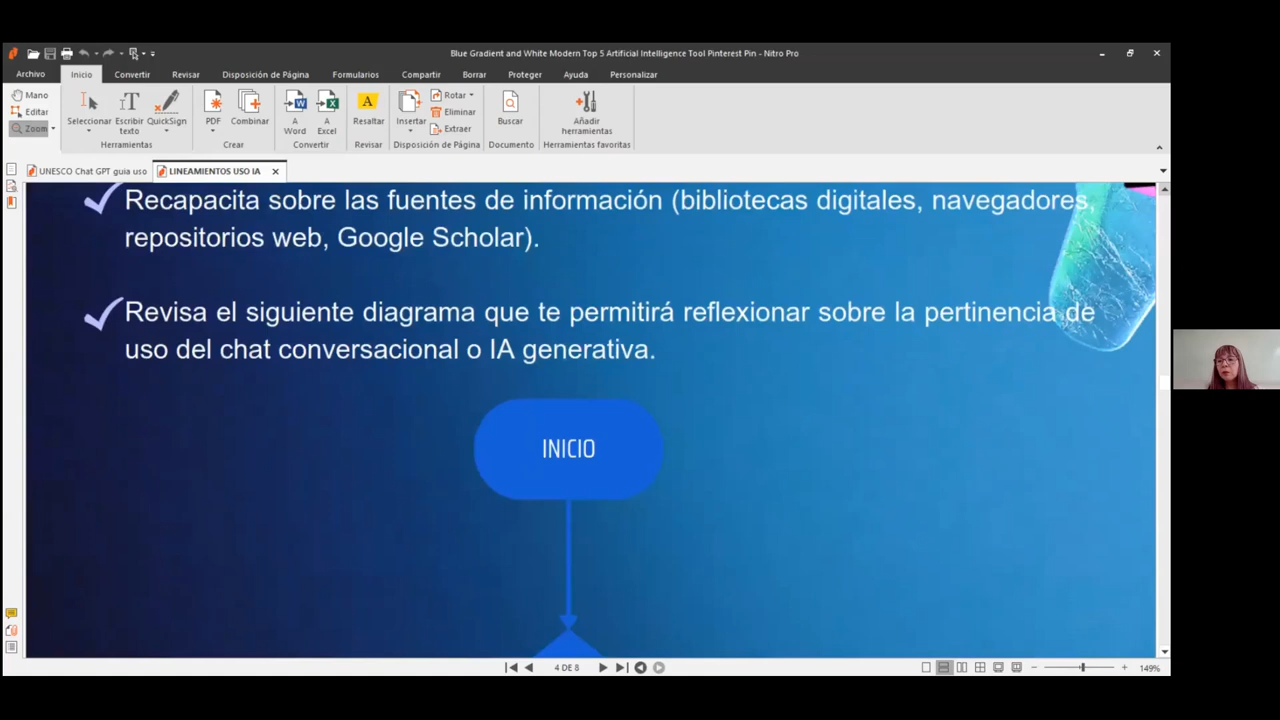 Blue Gradient and White Modern Top 5 Artificial Intelligence Tool Pinterest Pin - Nitro Pro
Archivo Inicio Convertir Revisar Disposición de Página Formularios Compartir Borrar Proteger Ayuda Personalizar
Mano
Editar
Zoom
Seleccionar
Escribir texto
QuickSign
Herramientas
PDF
Combinar
Crear
A Word
A Excel
Convertir
Resaltar
Revisar
Insertar
Rotar
Eliminar
Extraer
Disposición de Página
Buscar
Documento
Añadir herramientas
Herramientas favoritas
UNESCO Chat GPT guia uso LINEAMIENTOS USO IA
Recapacita sobre las fuentes de información (bibliotecas digitales, navegadores,
repositorios web, Google Scholar).
Revisa el siguiente diagrama que te permitirá reflexionar sobre la pertinencia de
uso del chat conversacional o IA generativa.
INICIO
4 DE 8
149%